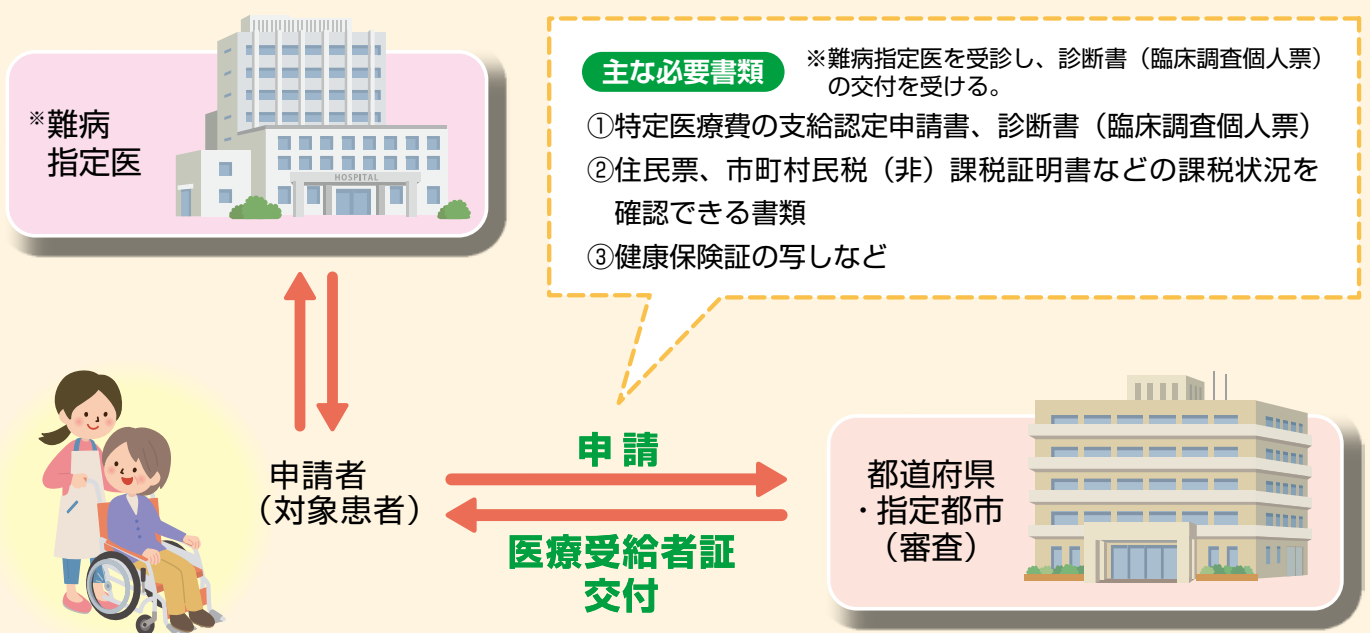 ※難病
指定医
HOSPITAL
主な必要書類
※難病指定医を受診し、診断書（臨床調査個人票）
の交付を受ける。
①特定医療費の支給認定申請書、診断書（臨床調査個人票）
②住民票、市町村民税（非）課税証明書などの課税状況を
確認できる書類
③健康保険証の写しなど
申請者
（対象患者）
申請
医療受給者証
交付
都道府県
・指定都市
（審査）